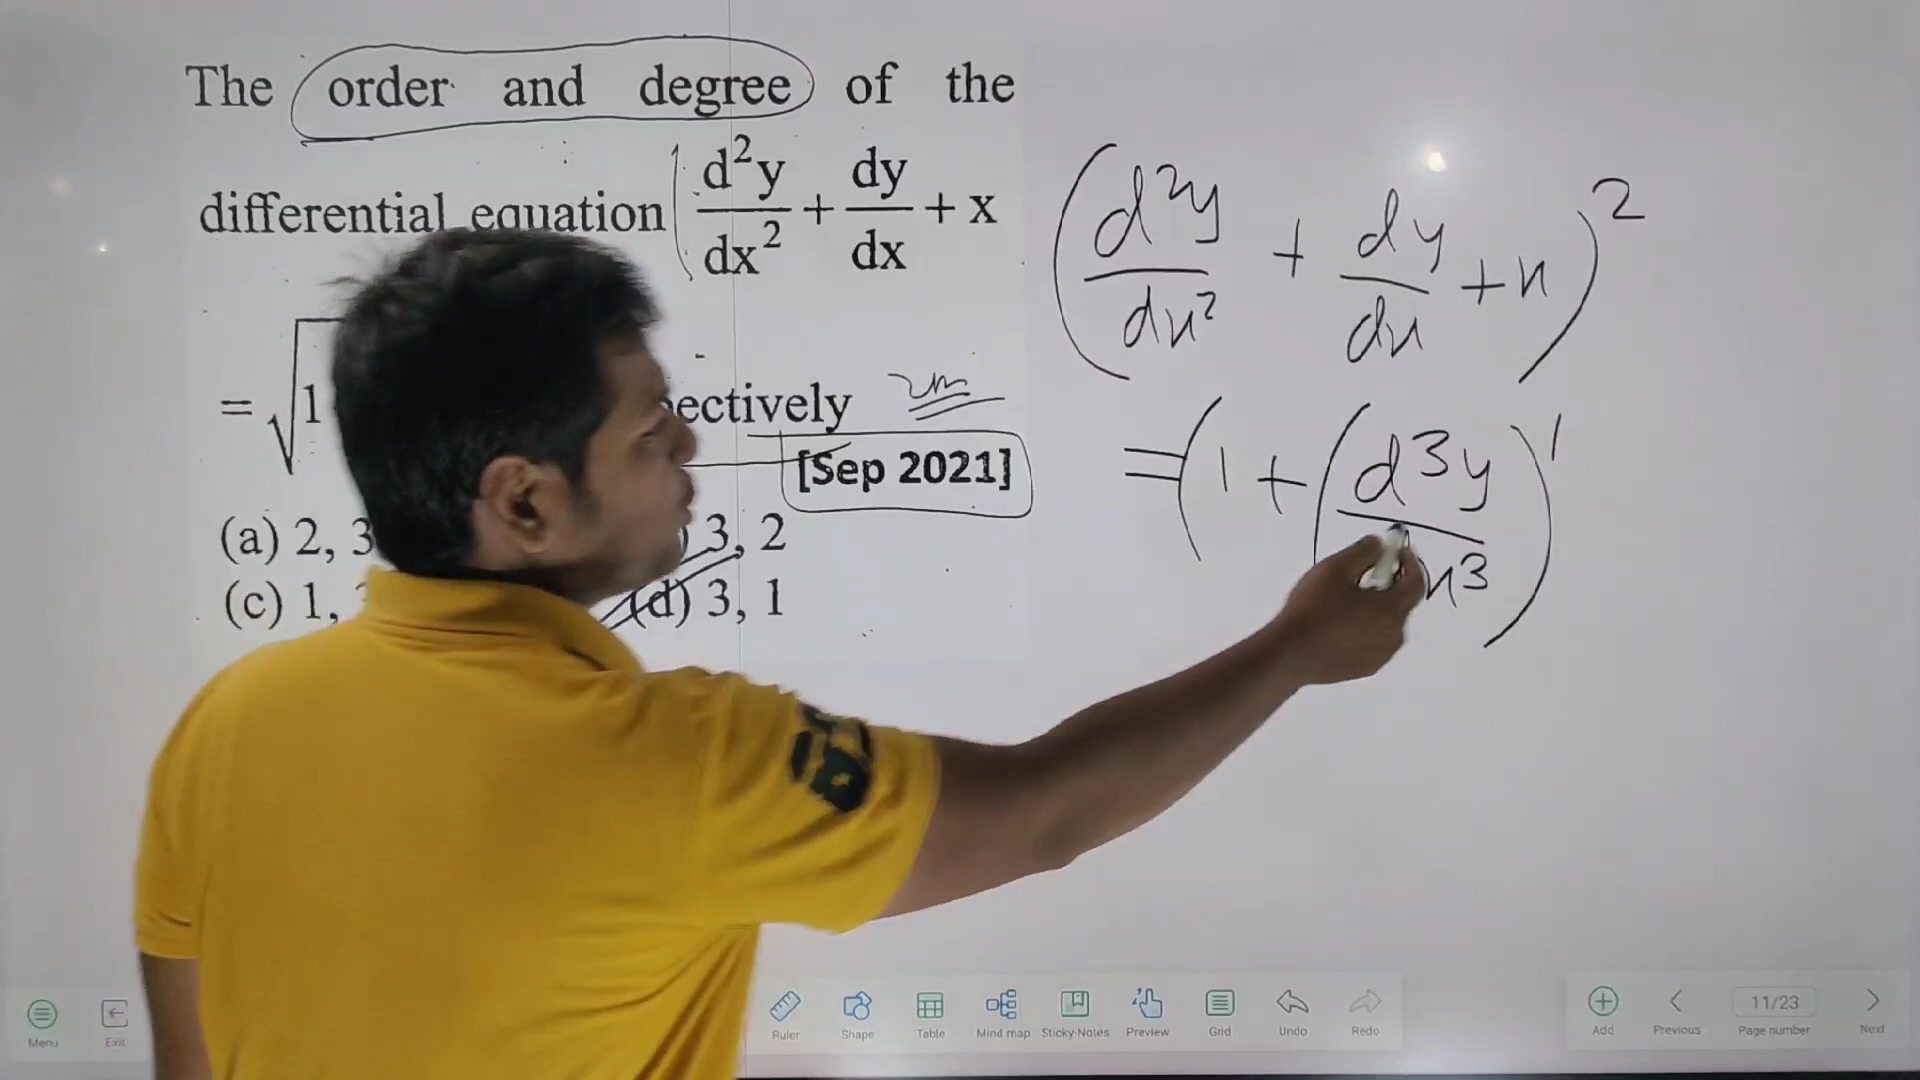 The order and degree of the
differential equation ( d²y/dx² + dy/dx + x
= √1 ectively 2m
[Sep 2021]
(a) 2, 3 ) 3, 2
(c) 1, (d) 3, 1
(d²y/dx² + dy/dx + x)²
= (1 + (d³y/ x³)¹
Menu Exit Ruler Shape Table Mind map Sticky-Notes Preview Grid Undo Redo Add Previous 11/23 Page number Next